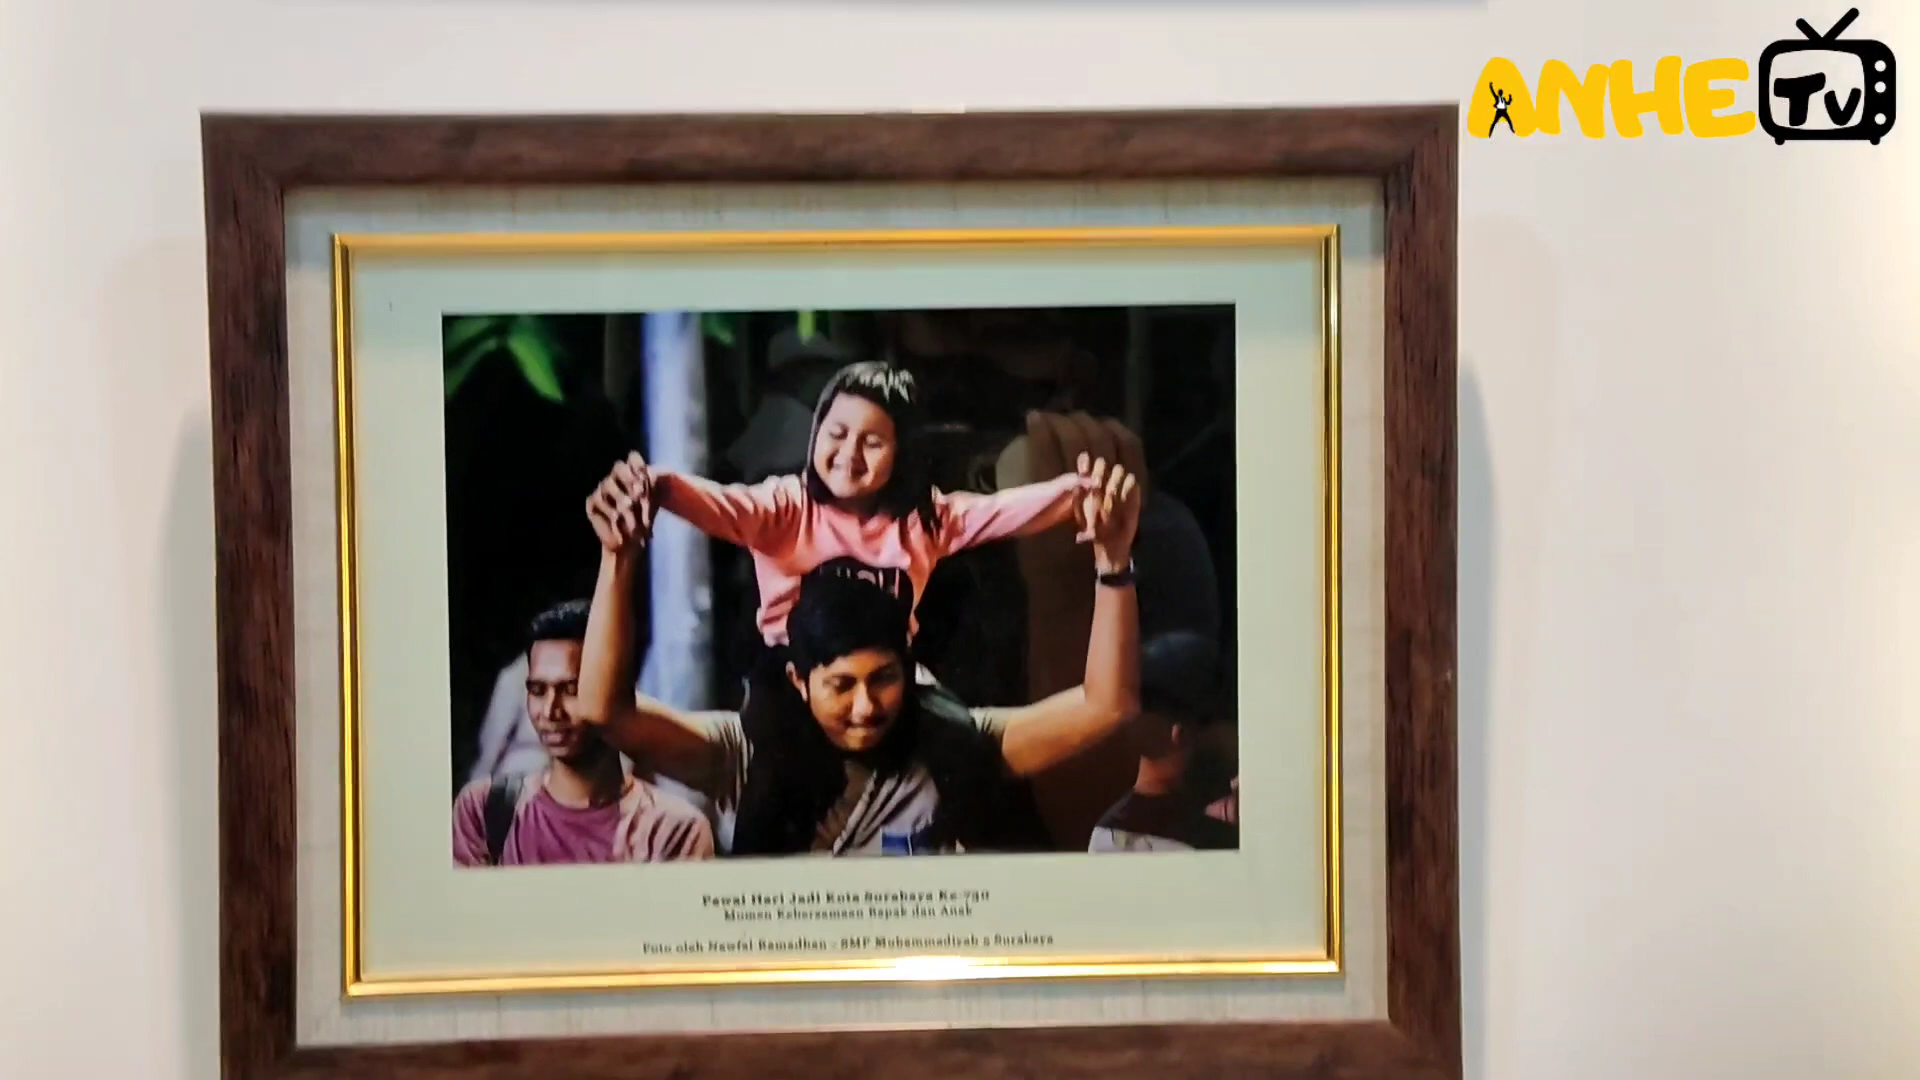 ANHE Tv
Pawai Hari Jadi Kota Surabaya Ke-730
Momen Kebersamaan Bapak dan Anak
Foto oleh Nawfal Ramadhan - SMP Muhammadiyah 5 Surabaya